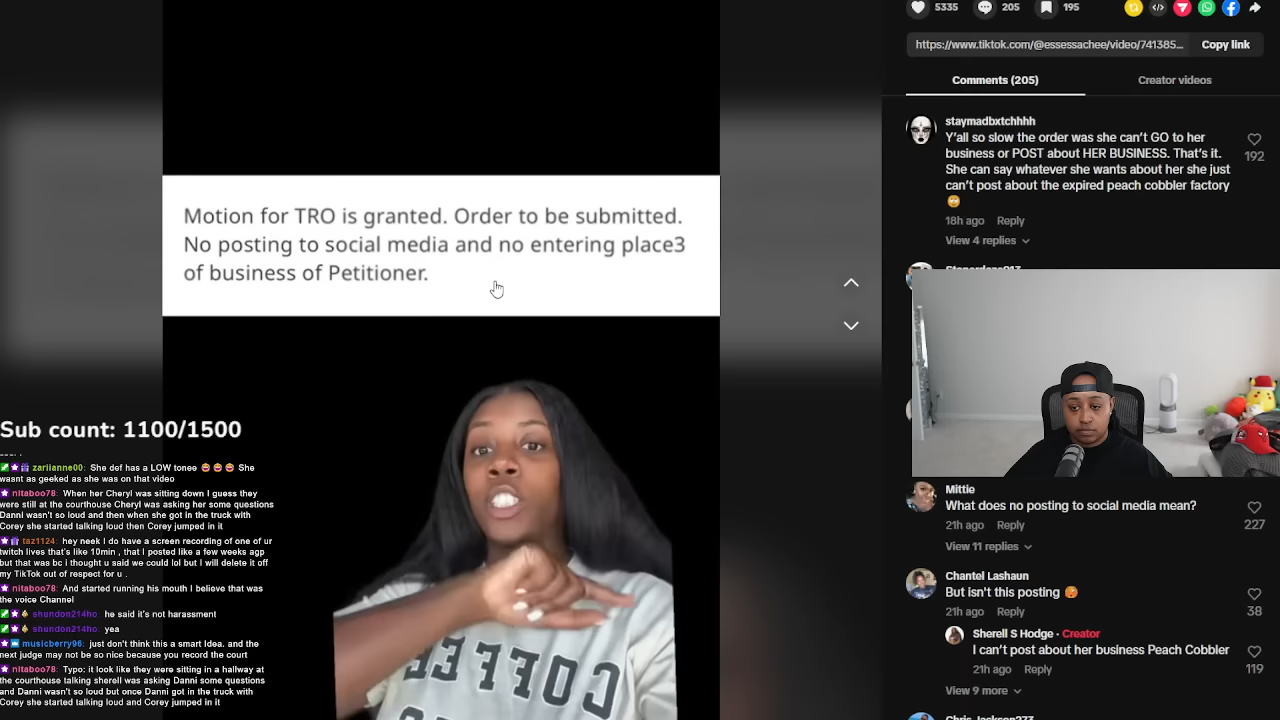 5335
205
195
https://www.tiktok.com/@essessachee/video/741385...
Copy link
Comments (205)
Creator videos
Motion for TRO is granted. Order to be submitted.
No posting to social media and no entering place3
of business of Petitioner.
COFFEE
staymadbxtchhhh
Y'all so slow the order was she can't GO to her
business or POST about HER BUSINESS. That's it.
She can say whatever she wants about her she just
can't post about the expired peach cobbler factory
🙄
192
18h ago
Reply
View 4 replies
Mittie
What does no posting to social media mean?
227
21h ago
Reply
View 11 replies
Chantel Lashaun
But isn't this posting 🥰
38
21h ago
Reply
Sherell S Hodge · Creator
I can't post about her business Peach Cobbler
119
21h ago
Reply
View 9 more
Sub count: 1100/1500
zarlianne00: She def has a LOW tonee 😂 😂 😂 She
want as geeked as she was on that video
nitaboo78: When her Cheryl was sitting down I guess they
were still at the courthouse Cheryl was asking her some questions
Danni wasn't so loud and then when she got in the truck with
Corey she started talking loud then Corey jumped in it
taz1124: hey neek I do have a screen recording of one of ur
twitch lives that's like 10min , that I posted like a few weeks agp
but that was bc i thought u said we could lol but I will delete it off
my TikTok out of respect for u .
nitaboo78: And started running his mouth I believe that was
the voice Channel
shundon214ho: he said it's not harassment
shundon214ho: yea
musicberry96: just don't think this a smart Idea. and the
next judge may not be so nice because you record the court
nitaboo78: Typo: it look like they were sitting in a hallway at
the courthouse talking sherell was asking Danni some questions
and Danni wasn't so loud but once Danni got in the truck with
Corey she started talking loud and Corey jumped in it